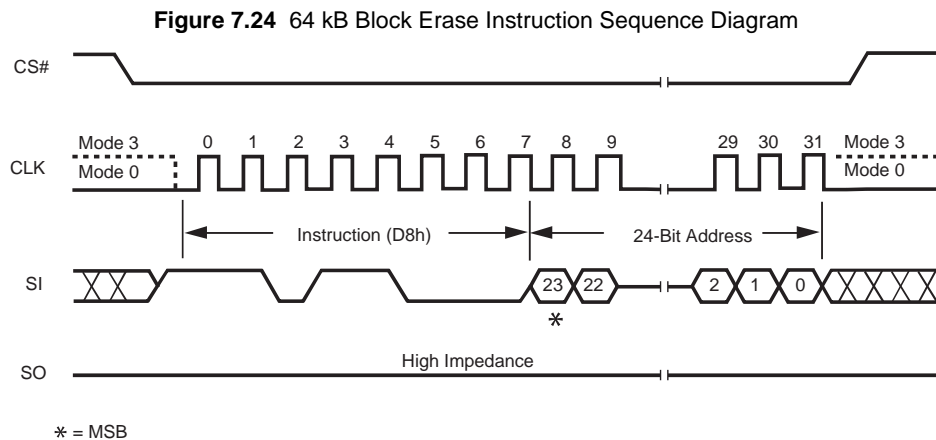 Figure 7.24 64 kB Block Erase Instruction Sequence Diagram
CS#
Mode 3
0 1 2 3 4 5 6 7 8 9 29 30 31
Mode 3
CLK
Mode 0
Mode 0
Instruction (D8h)
24-Bit Address
SI
23 22 2 1 0
*
High Impedance
SO
* = MSB